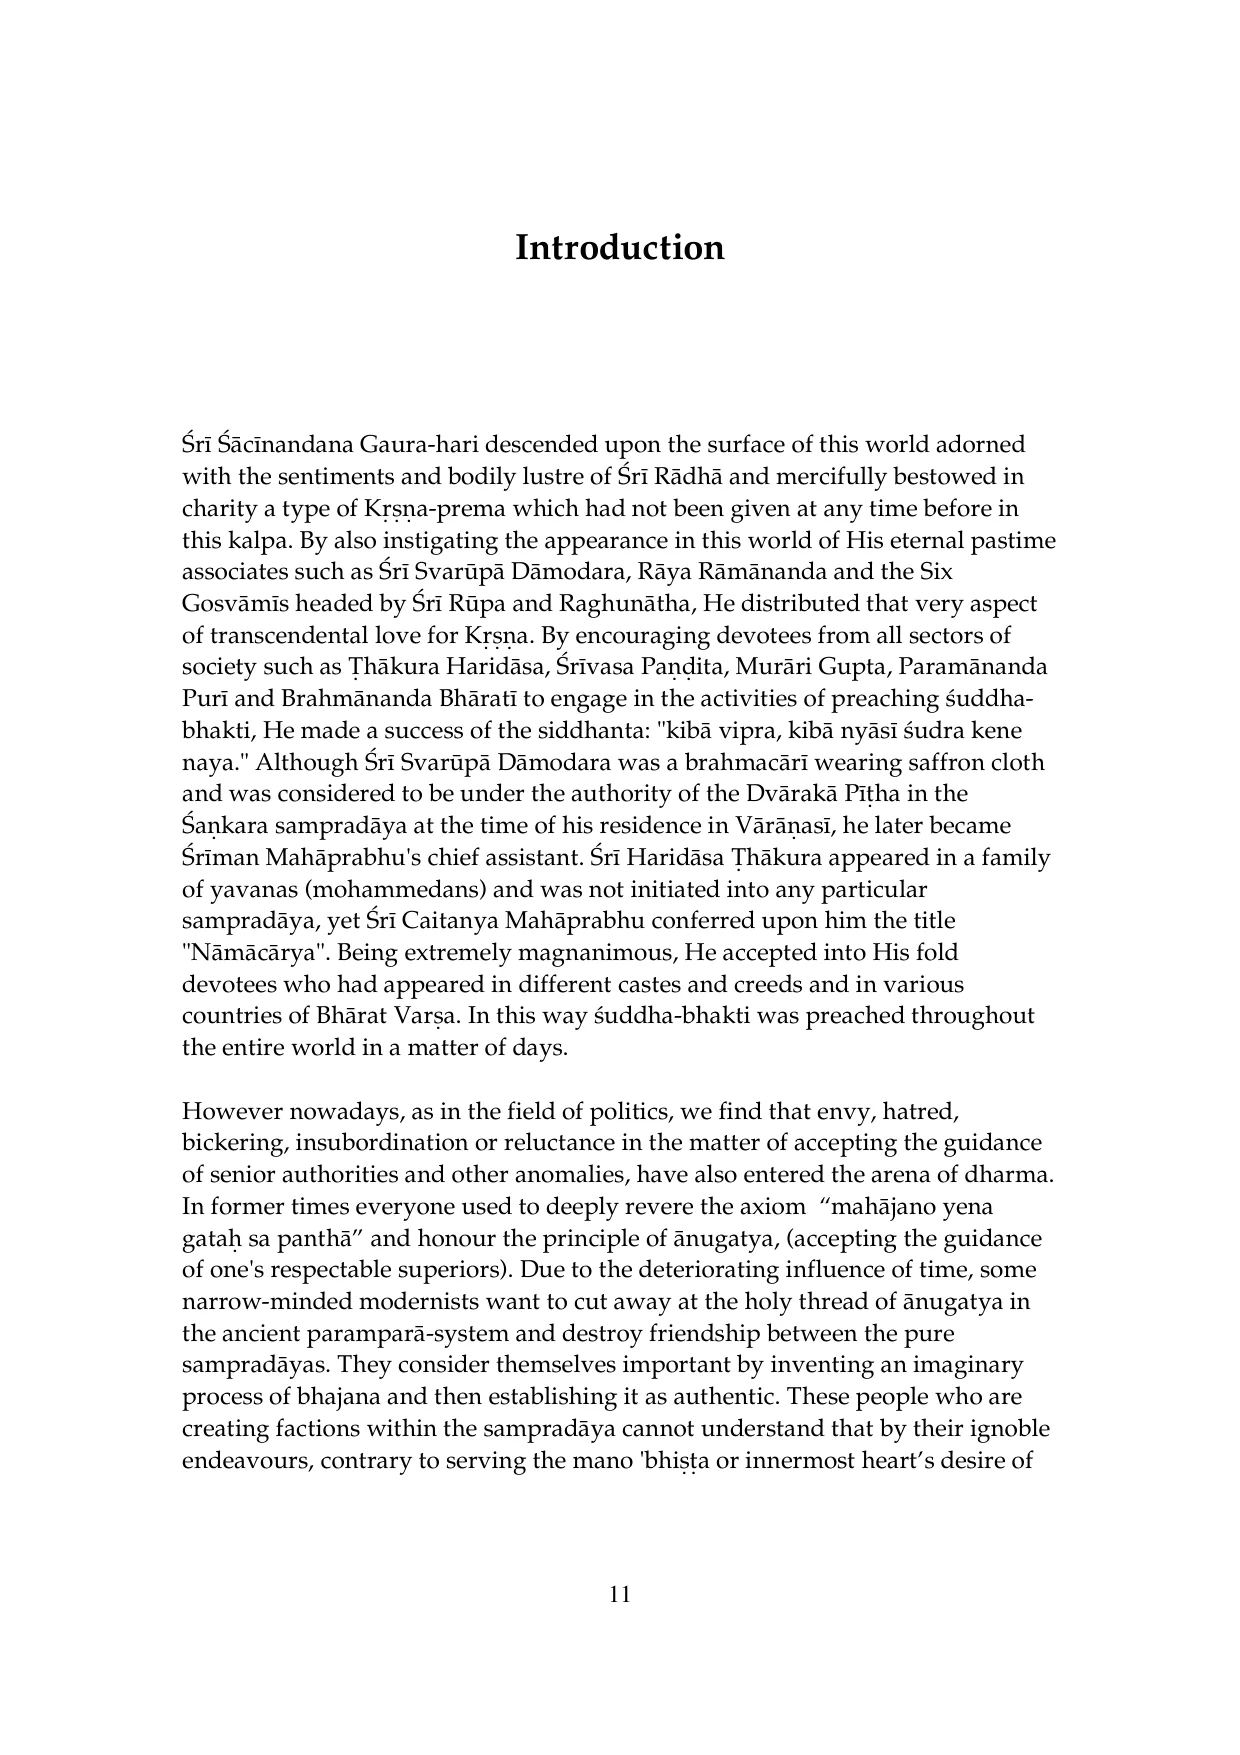 Introduction
Śrī Śācīnandana Gaura-hari descended upon the surface of this world adorned
with the sentiments and bodily lustre of Śrī Rādhā and mercifully bestowed in
charity a type of Kṛṣṇa-prema which had not been given at any time before in
this kalpa. By also instigating the appearance in this world of His eternal pastime
associates such as Śrī Svarūpā Dāmodara, Rāya Rāmānanda and the Six
Gosvāmīs headed by Śrī Rūpa and Raghunātha, He distributed that very aspect
of transcendental love for Kṛṣṇa. By encouraging devotees from all sectors of
society such as Ṭhākura Haridāsa, Śrīvasa Paṇḍita, Murāri Gupta, Paramānanda
Purī and Brahmānanda Bhāratī to engage in the activities of preaching śuddha-
bhakti, He made a success of the siddhanta: "kibā vipra, kibā nyāsī śudra kene
naya." Although Śrī Svarūpā Dāmodara was a brahmacārī wearing saffron cloth
and was considered to be under the authority of the Dvārakā Pīṭha in the
Śaṇkara sampradāya at the time of his residence in Vārāṇasī, he later became
Śrīman Mahāprabhu's chief assistant. Śrī Haridāsa Ṭhākura appeared in a family
of yavanas (mohammedans) and was not initiated into any particular
sampradāya, yet Śrī Caitanya Mahāprabhu conferred upon him the title
"Nāmācārya". Being extremely magnanimous, He accepted into His fold
devotees who had appeared in different castes and creeds and in various
countries of Bhārat Varṣa. In this way śuddha-bhakti was preached throughout
the entire world in a matter of days.
However nowadays, as in the field of politics, we find that envy, hatred,
bickering, insubordination or reluctance in the matter of accepting the guidance
of senior authorities and other anomalies, have also entered the arena of dharma.
In former times everyone used to deeply revere the axiom “mahājano yena
gataḥ sa panthā” and honour the principle of ānugatya, (accepting the guidance
of one's respectable superiors). Due to the deteriorating influence of time, some
narrow-minded modernists want to cut away at the holy thread of ānugatya in
the ancient paramparā-system and destroy friendship between the pure
sampradāyas. They consider themselves important by inventing an imaginary
process of bhajana and then establishing it as authentic. These people who are
creating factions within the sampradāya cannot understand that by their ignoble
endeavours, contrary to serving the mano 'bhiṣṭa or innermost heart’s desire of
11